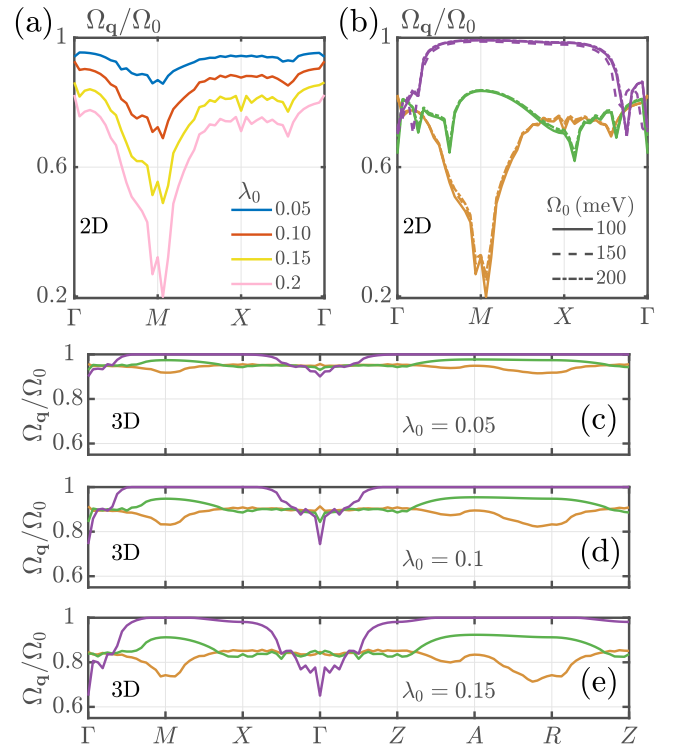 (a) Ω_q/Ω_0
1
0.6
0.2
λ_0
0.05
0.10
0.15
0.2
2D
Γ M X Γ
(b) Ω_q/Ω_0
1
0.6
0.2
Ω_0 (meV)
100
150
200
2D
Γ M X Γ
Ω_q/Ω_0
1
0.8
0.6
3D
λ_0 = 0.05
(c)
Ω_q/Ω_0
1
0.8
0.6
3D
λ_0 = 0.1
(d)
Ω_q/Ω_0
1
0.8
0.6
3D
λ_0 = 0.15
(e)
Γ M X Γ Z A R Z